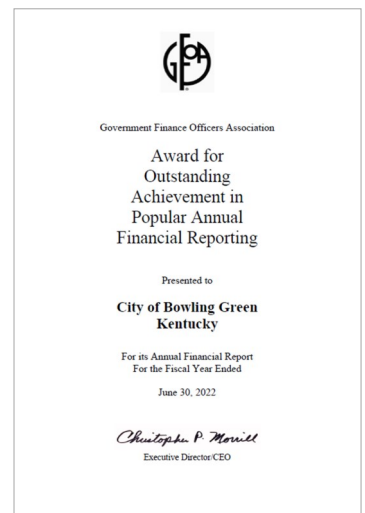 GFOA
Government Finance Officers Association
Award for
Outstanding
Achievement in
Popular Annual
Financial Reporting
Presented to
City of Bowling Green
Kentucky
For its Annual Financial Report
For the Fiscal Year Ended
June 30, 2022
Christopher P. Morrill
Executive Director/CEO